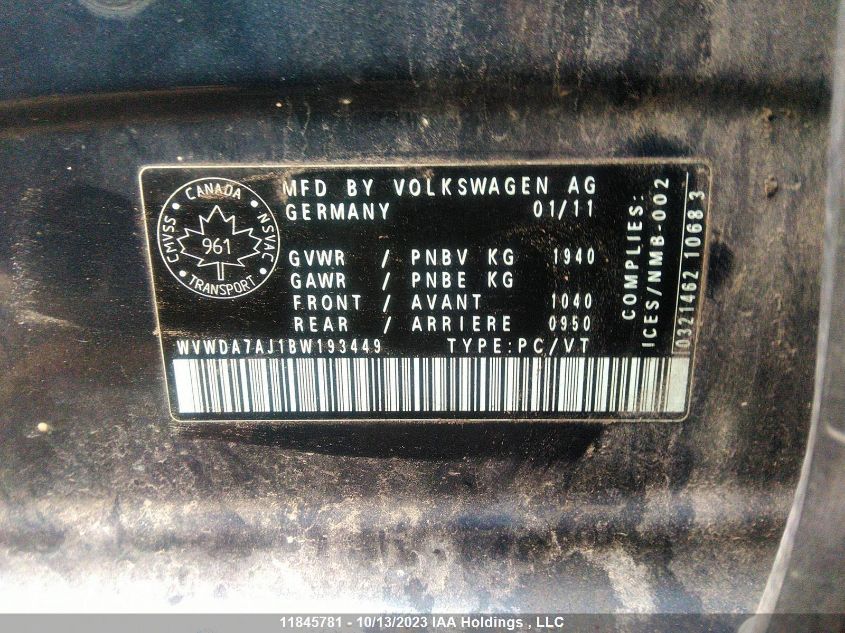 CANADA
CMVSS
NSVAC
961
TRANSPORT
MFD BY VOLKSWAGEN AG
GERMANY 01/11
GVWR / PNBV KG 1940
GAWR / PNBE KG
FRONT / AVANT 1040
REAR / ARRIERE 0950
WVWDA7AJ1BW193449 TYPE:PC/VT
COMPLIES:
ICES/NMB-002
0321462 1068 3
11845781 - 10/13/2023 IAA Holdings , LLC